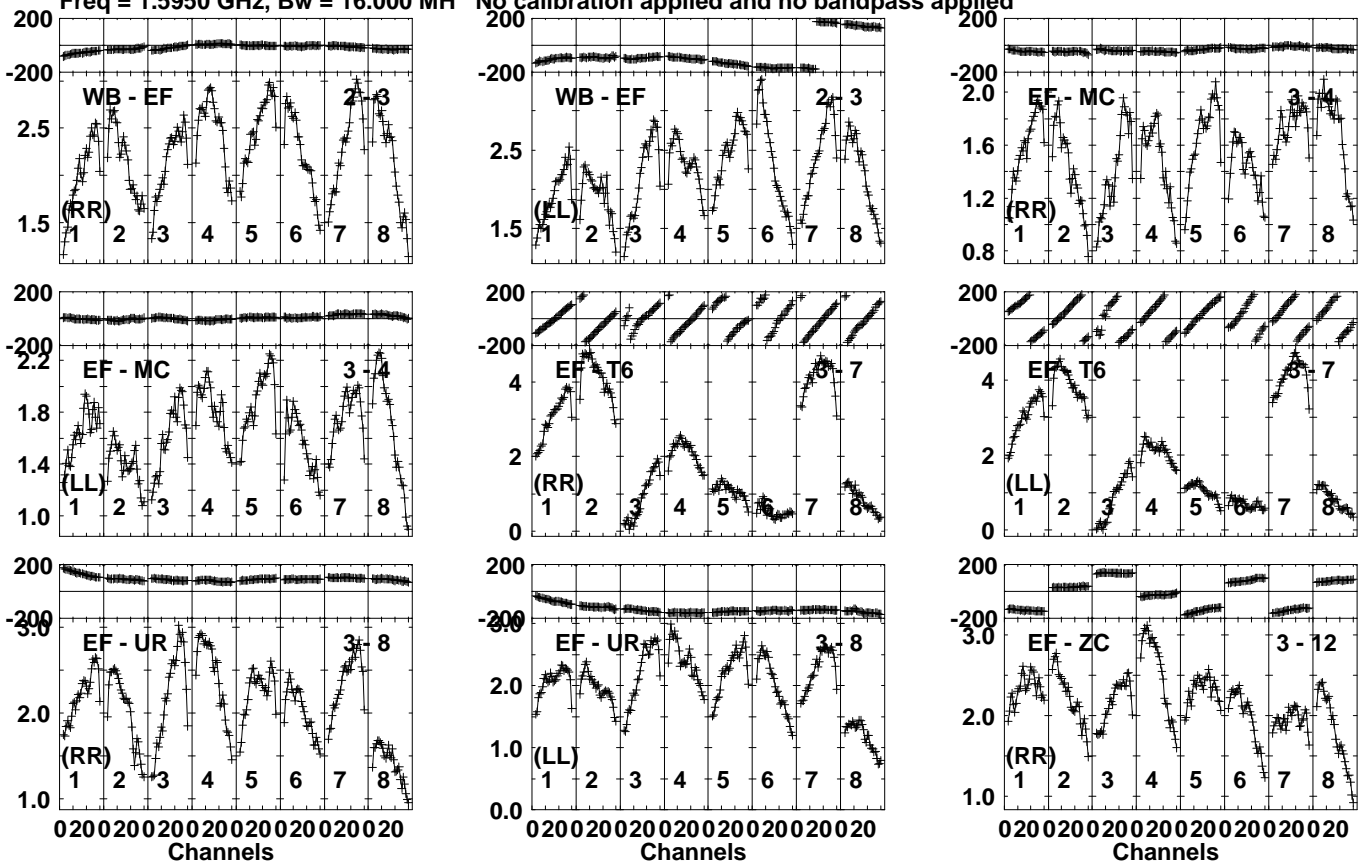 Freq = 1.5950 GHz, Bw = 16.000 MH No calibration applied and no bandpass applied
200
-200
WB - EF
2 - 3
2.5
1.5
(RR)
1 2 3 4 5 6 7 8
200
-200
WB - EF
2 - 3
2.5
1.5
(LL)
1 2 3 4 5 6 7 8
200
-200
EF - MC
3 - 4
2.0
1.6
1.2
0.8
(RR)
1 2 3 4 5 6 7 8
200
-200
EF - MC
3 - 4
2.2
1.8
1.4
1.0
(LL)
1 2 3 4 5 6 7 8
200
-200
EF - T6
3 - 7
4
2
0
(RR)
1 2 3 4 5 6 7 8
200
-200
EF - T6
3 - 7
4
2
0
(LL)
1 2 3 4 5 6 7 8
200
-200
EF - UR
3 - 8
3.0
2.0
1.0
(RR)
1 2 3 4 5 6 7 8
020020020020020020020020
Channels
200
-200
EF - UR
3 - 8
3.0
2.0
1.0
0.0
(LL)
1 2 3 4 5 6 7 8
020020020020020020020020
Channels
200
-200
EF - ZC
3 - 12
3.0
2.0
1.0
(RR)
1 2 3 4 5 6 7 8
020020020020020020020020
Channels